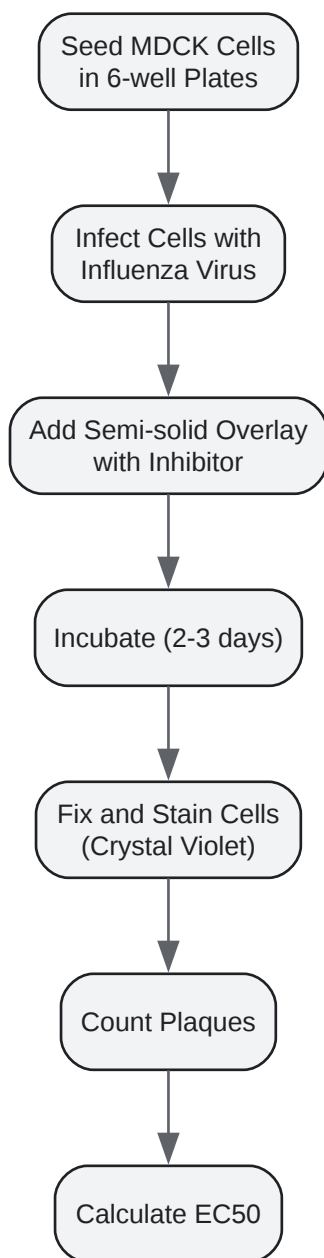 Seed MDCK Cells
in 6-well Plates
Infect Cells with
Influenza Virus
Add Semi-solid Overlay
with Inhibitor
Incubate (2-3 days)
Fix and Stain Cells
(Crystal Violet)
Count Plaques
Calculate EC50